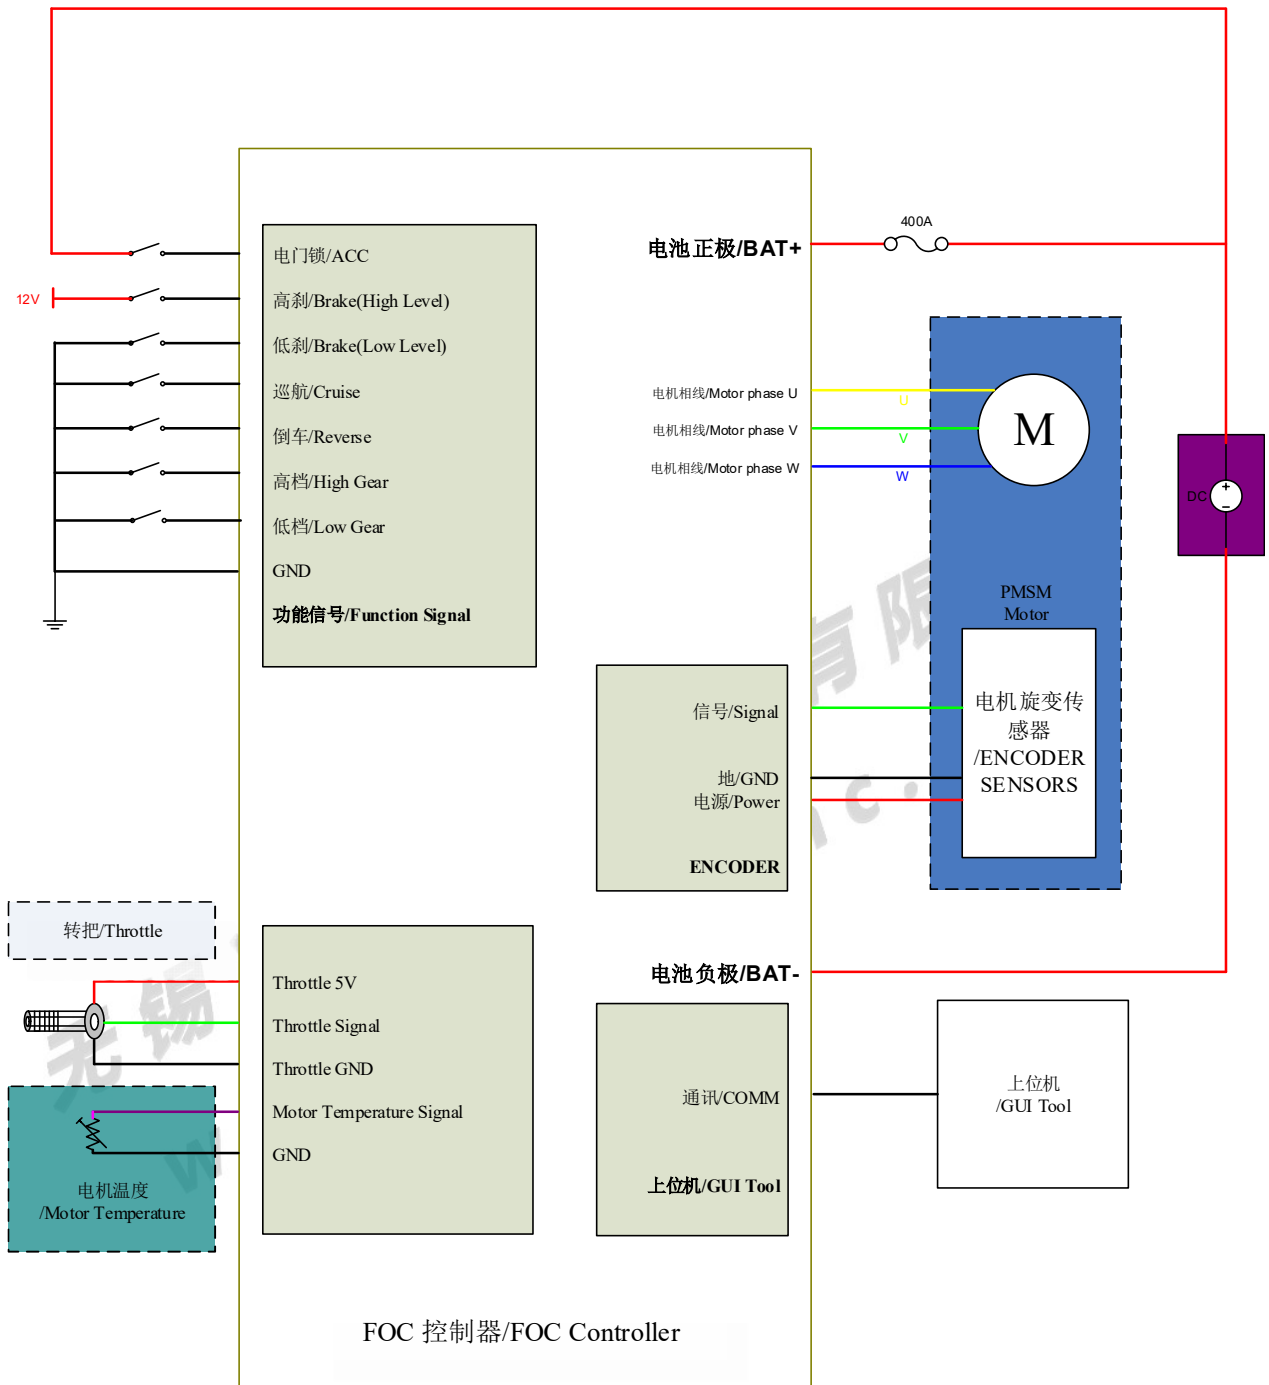 400A
电池正极/BAT+
电门锁/ACC
12V
高刹/Brake(High Level)
低刹/Brake(Low Level)
巡航/Cruise
倒车/Reverse
高档/High Gear
低档/Low Gear
GND
功能信号/Function Signal
电机相线/Motor phase U
U
电机相线/Motor phase V
V
电机相线/Motor phase W
W
M
DC
PMSM
Motor
信号/Signal
地/GND
电源/Power
ENCODER
电机旋变传
感器
/ENCODER
SENSORS
转把/Throttle
Throttle 5V
Throttle Signal
Throttle GND
Motor Temperature Signal
GND
电机温度
/Motor Temperature
电池负极/BAT-
通讯/COMM
上位机/GUI Tool
上位机
/GUI Tool
FOC 控制器/FOC Controller